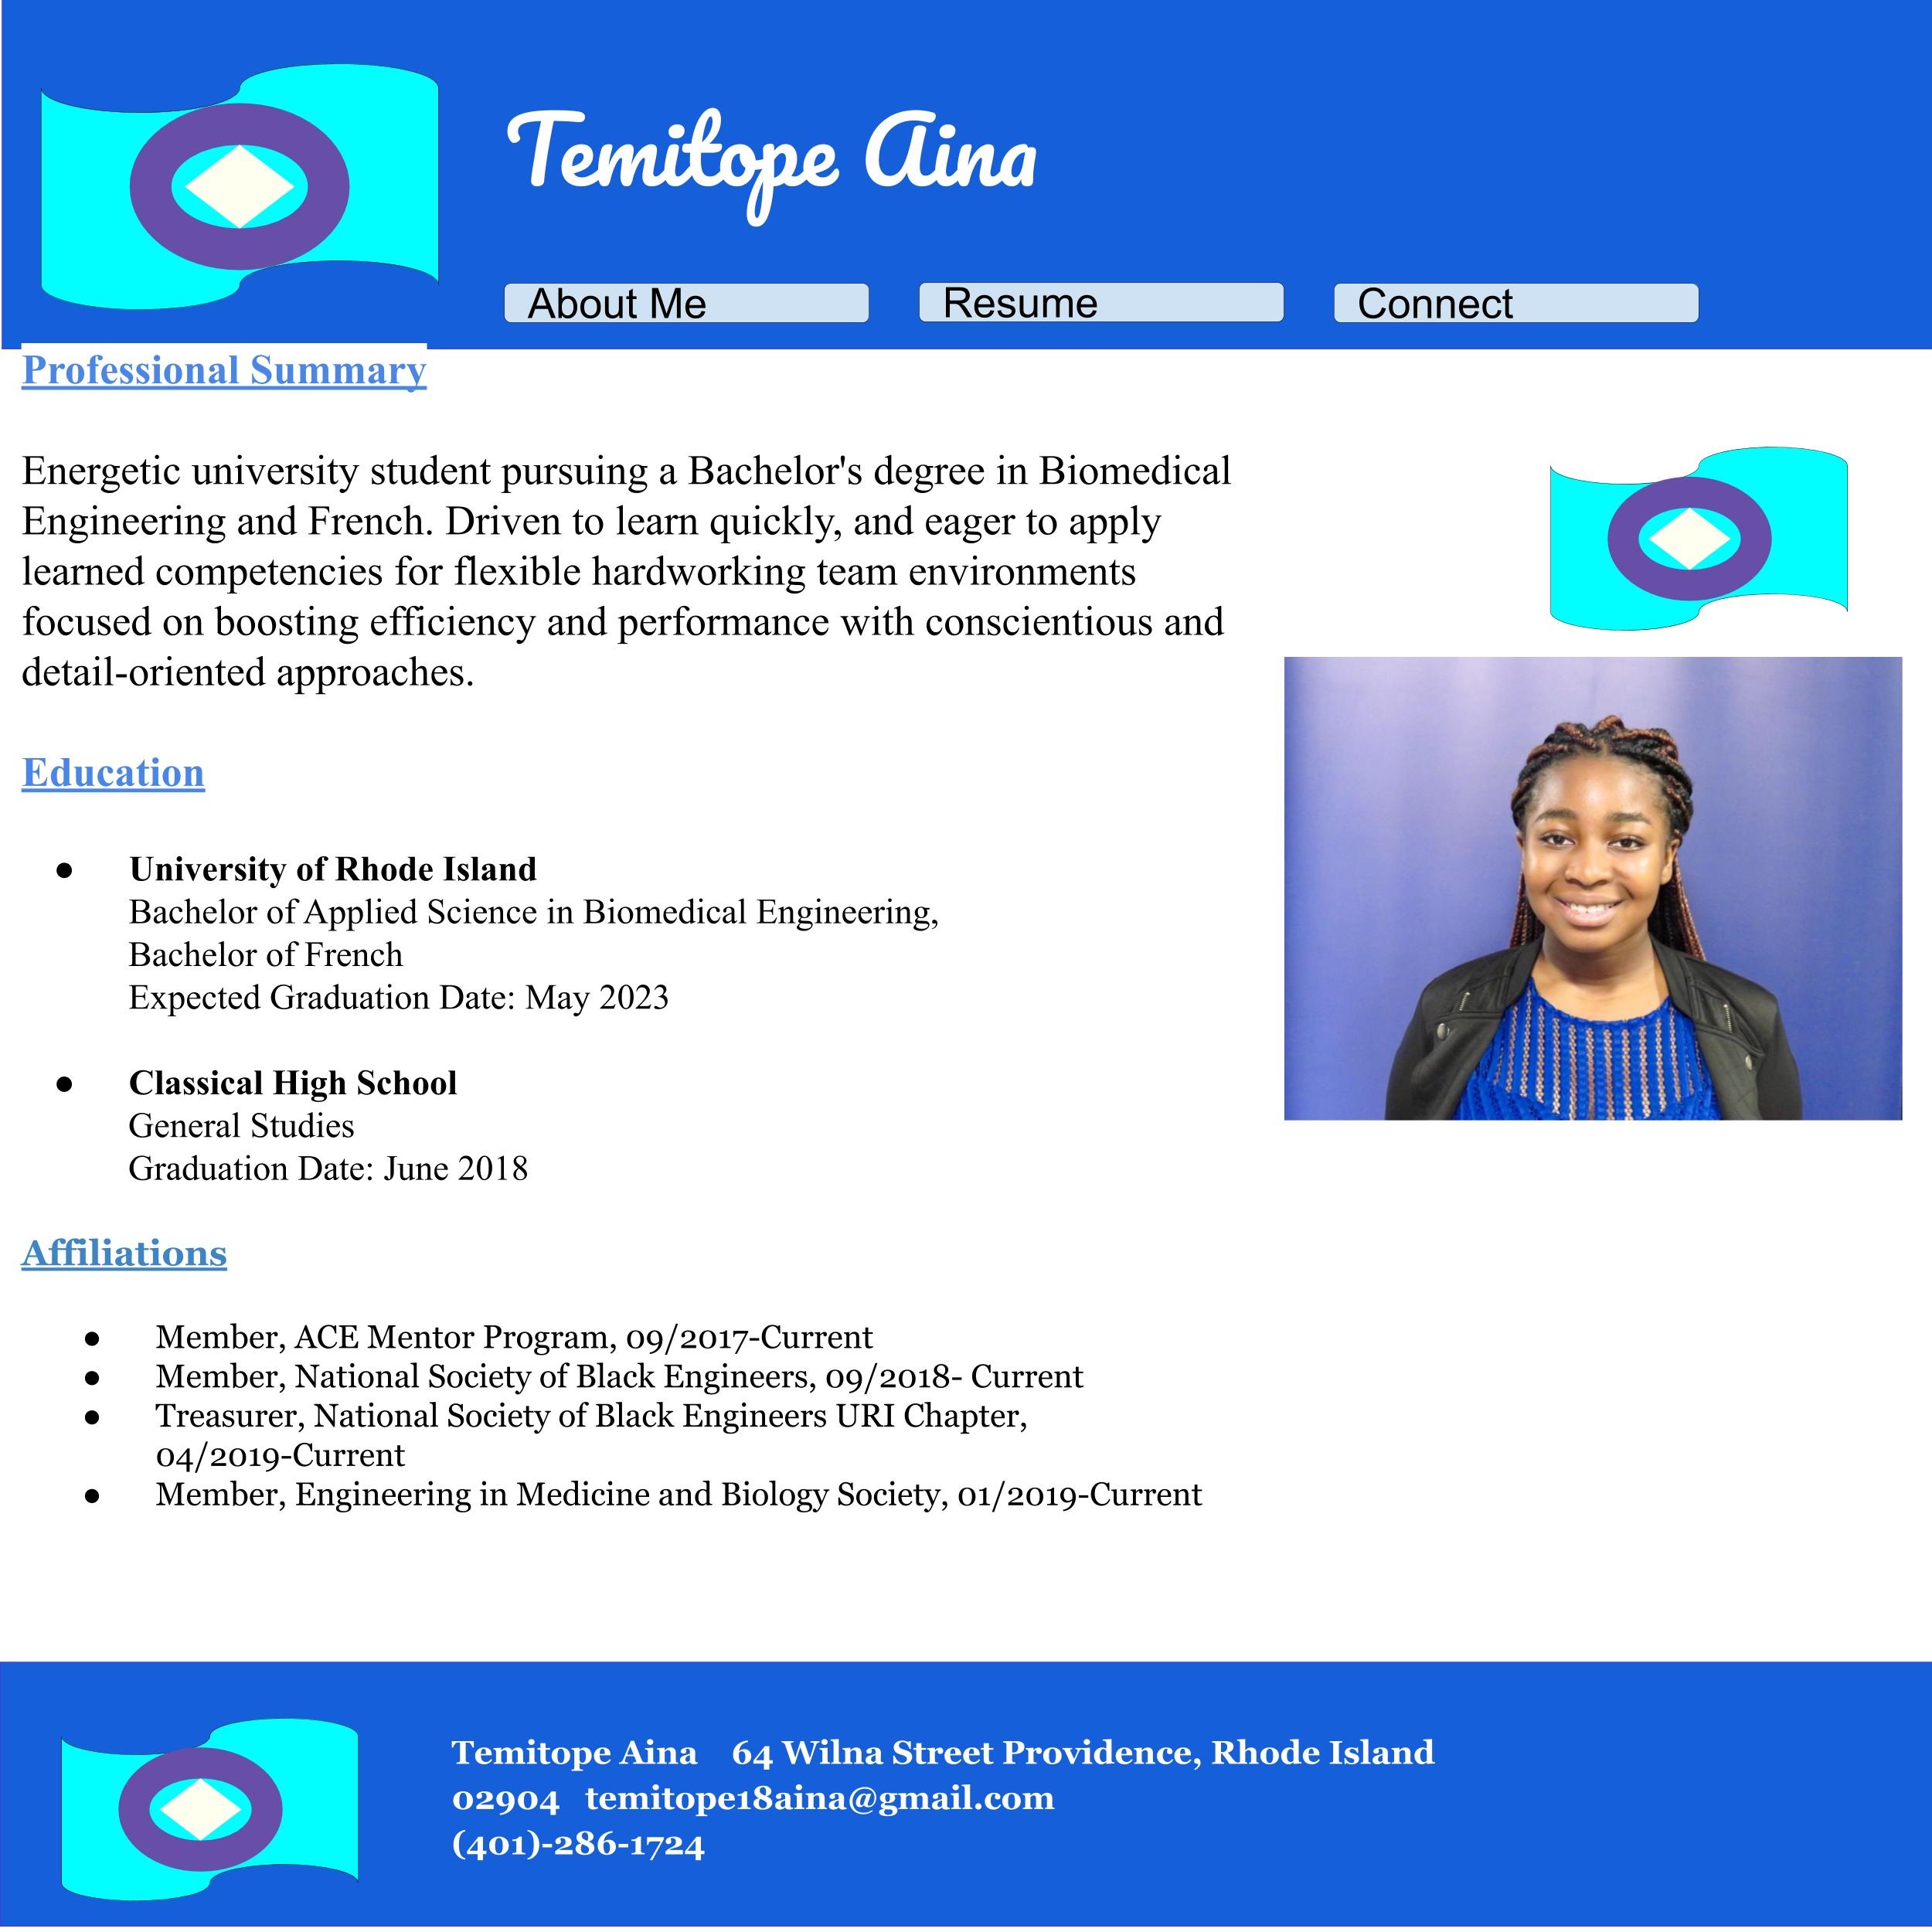 Temitope Aina
About Me
Resume
Connect
Professional Summary
Energetic university student pursuing a Bachelor's degree in Biomedical
Engineering and French. Driven to learn quickly, and eager to apply
learned competencies for flexible hardworking team environments
focused on boosting efficiency and performance with conscientious and
detail-oriented approaches.
Education
● University of Rhode Island
Bachelor of Applied Science in Biomedical Engineering,
Bachelor of French
Expected Graduation Date: May 2023
● Classical High School
General Studies
Graduation Date: June 2018
Affiliations
● Member, ACE Mentor Program, 09/2017-Current
● Member, National Society of Black Engineers, 09/2018- Current
● Treasurer, National Society of Black Engineers URI Chapter,
04/2019-Current
● Member, Engineering in Medicine and Biology Society, 01/2019-Current
Temitope Aina 64 Wilna Street Providence, Rhode Island
02904 temitope18aina@gmail.com
(401)-286-1724